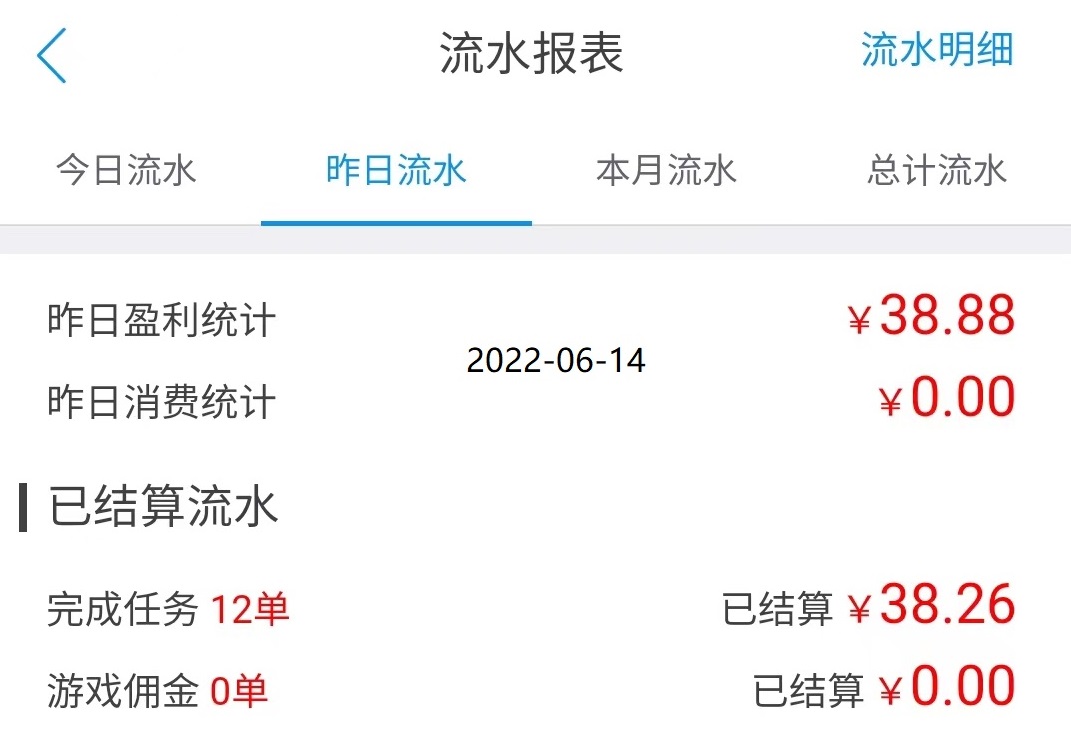 流水报表 流水明细
今日流水 昨日流水 本月流水 总计流水
昨日盈利统计 ￥38.88
2022-06-14
昨日消费统计 ￥0.00
已结算流水
完成任务 12单 已结算 ￥38.26
游戏佣金 0单 已结算 ￥0.00